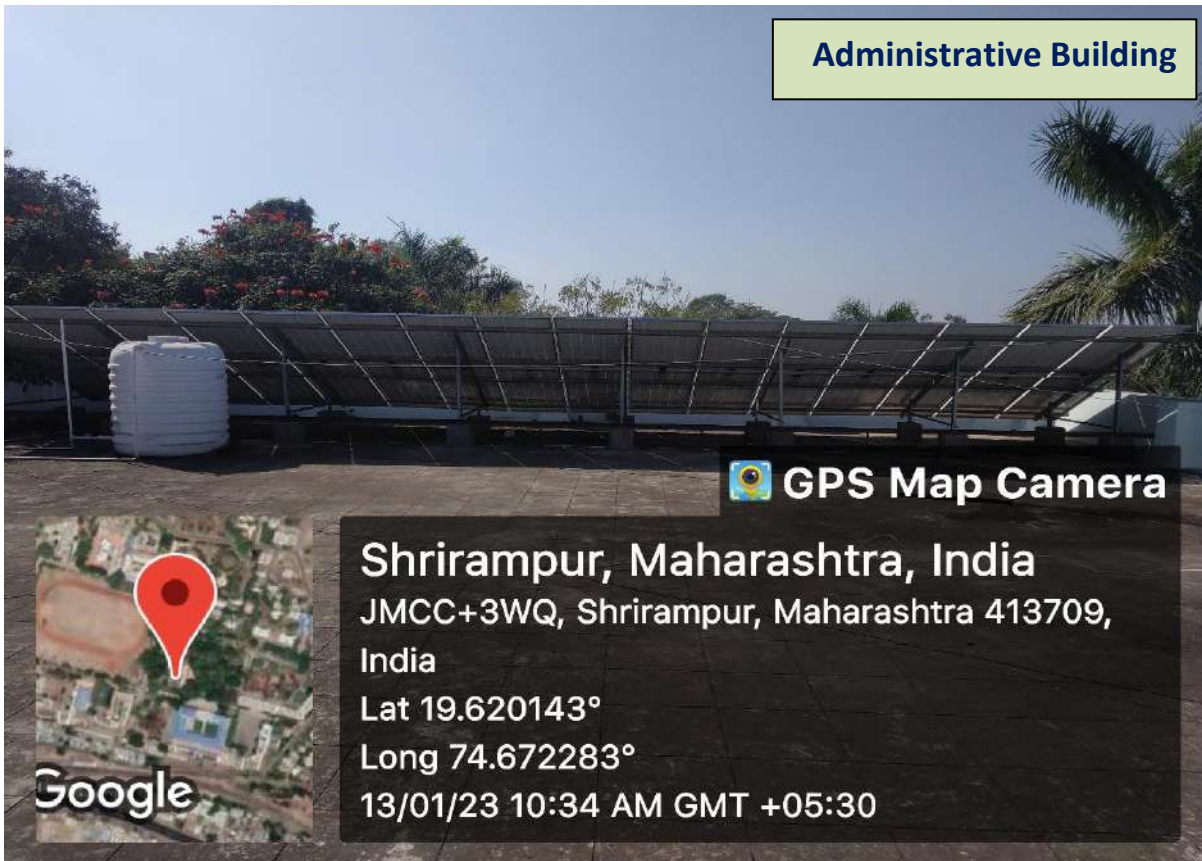 Administrative Building
GPS Map Camera
Shrirampur, Maharashtra, India
JMCC+3WQ, Shrirampur, Maharashtra 413709,
India
Lat 19.620143°
Long 74.672283°
13/01/23 10:34 AM GMT +05:30
Google